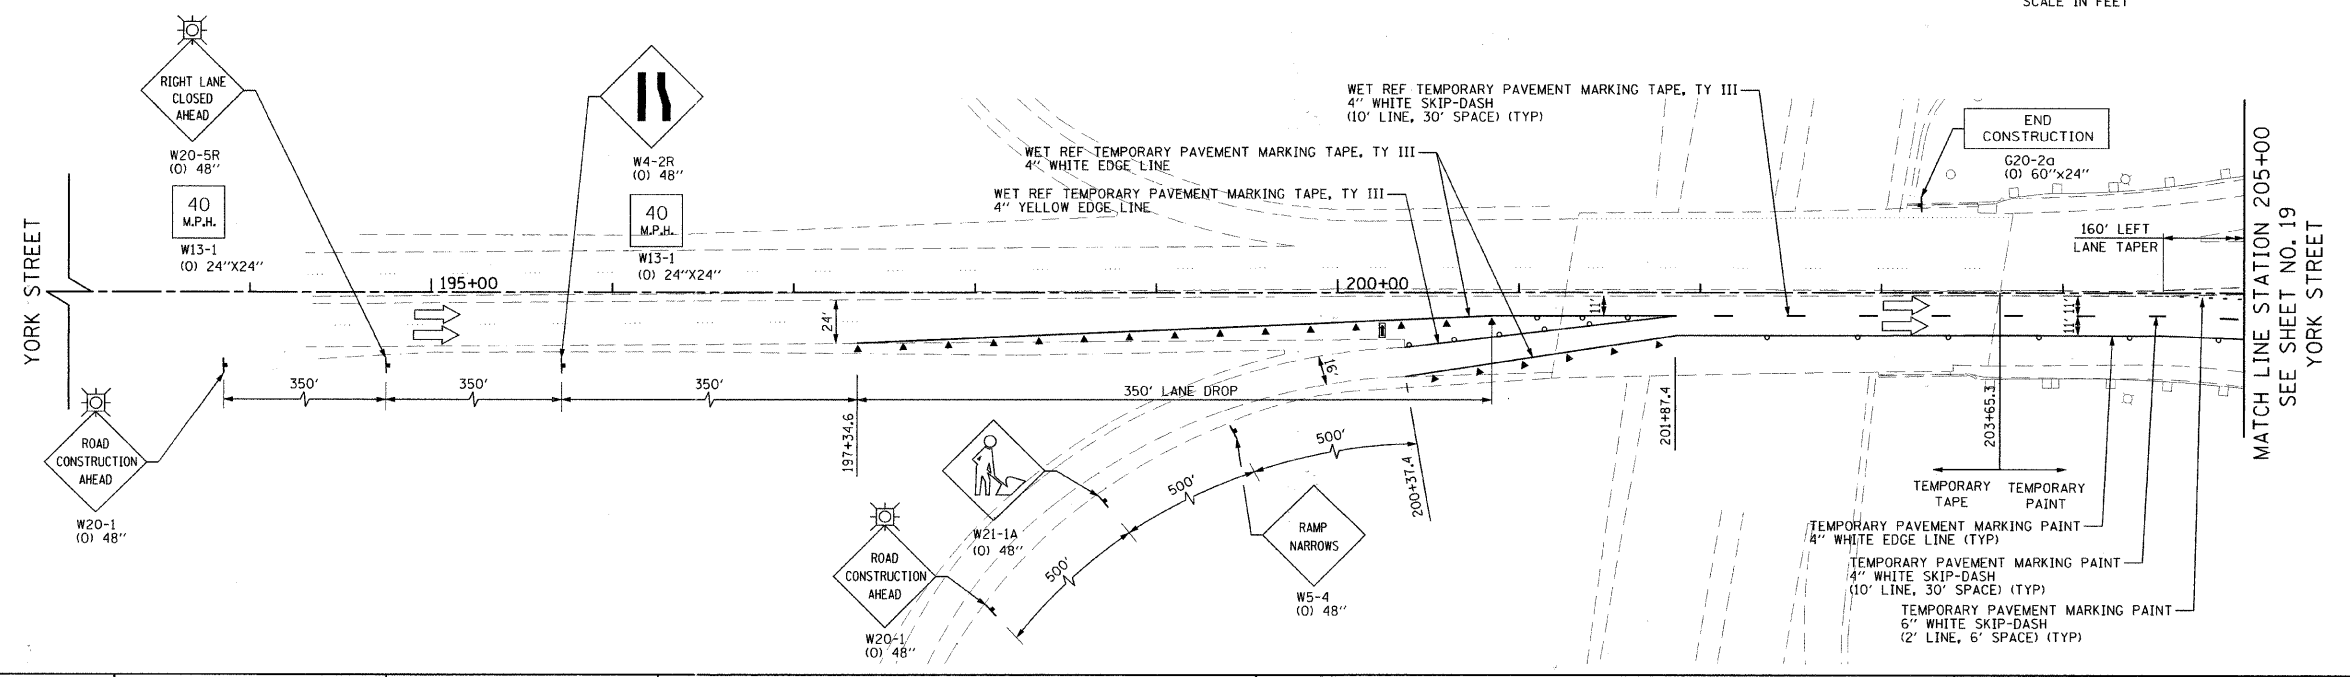 SCALE IN FEET
RIGHT LANE
CLOSED
AHEAD
W20-5R
(O) 48"
40
M.P.H.
W13-1
(O) 24"X24"
W4-2R
(O) 48"
40
M.P.H.
W13-1
(O) 24"X24"
WET REF TEMPORARY PAVEMENT MARKING TAPE, TY III
4" WHITE SKIP-DASH
(10' LINE, 30' SPACE) (TYP)
WET REF TEMPORARY PAVEMENT MARKING TAPE, TY III
4" WHITE EDGE LINE
WET REF TEMPORARY PAVEMENT MARKING TAPE, TY III
4" YELLOW EDGE LINE
END
CONSTRUCTION
G20-2a
(O) 60"x24"
160' LEFT
LANE TAPER
YORK STREET
195+00
200+00
24'
11'
11' 11'
16'
350'
350'
350'
350' LANE DROP
197+34.6
200+37.4
201+87.4
203+65.3
MATCH LINE STATION 205+00
SEE SHEET NO. 19
YORK STREET
ROAD
CONSTRUCTION
AHEAD
W20-1
(O) 48"
W21-1A
(O) 48"
ROAD
CONSTRUCTION
AHEAD
W20-1
(O) 48"
500'
500'
500'
RAMP
NARROWS
W5-4
(O) 48"
TEMPORARY
TAPE
TEMPORARY
PAINT
TEMPORARY PAVEMENT MARKING PAINT
4" WHITE EDGE LINE (TYP)
TEMPORARY PAVEMENT MARKING PAINT
4" WHITE SKIP-DASH
(10' LINE, 30' SPACE) (TYP)
TEMPORARY PAVEMENT MARKING PAINT
6" WHITE SKIP-DASH
(2' LINE, 6' SPACE) (TYP)